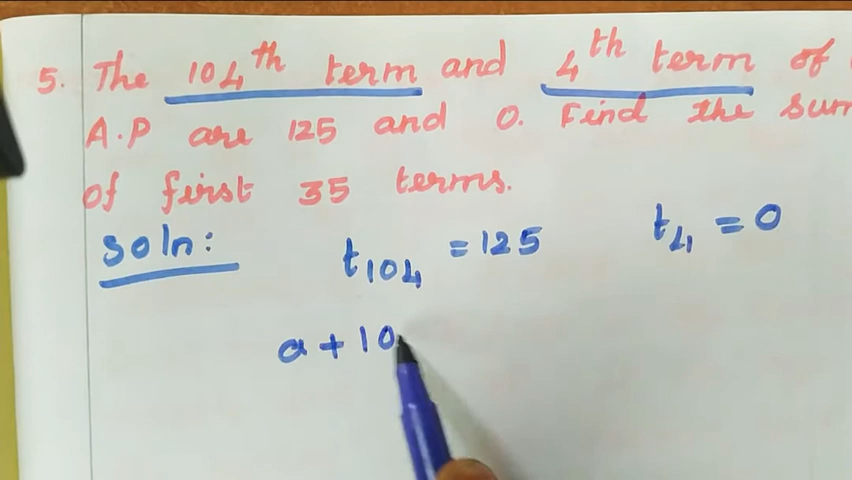 5. The 104th term and 4th term of
A.P are 125 and 0. Find the sum
of first 35 terms.
Soln: t104 = 125 t4 = 0
a + 10